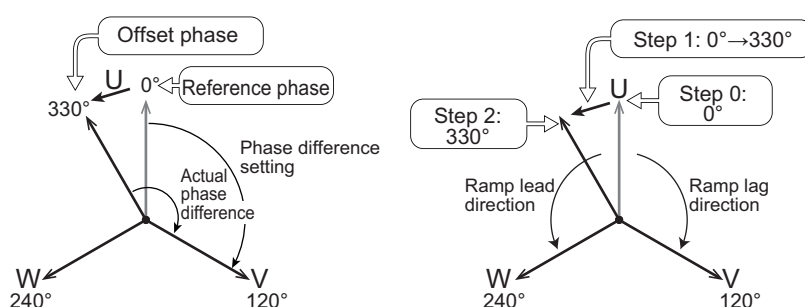 Offset phase
U
0°
Reference phase
330°
Phase difference
setting
Actual
phase
difference
W
240°
V
120°
Step 1: 0°→330°
U
Step 0:
0°
Step 2:
330°
Ramp lead
direction
Ramp lag
direction
W
240°
V
120°